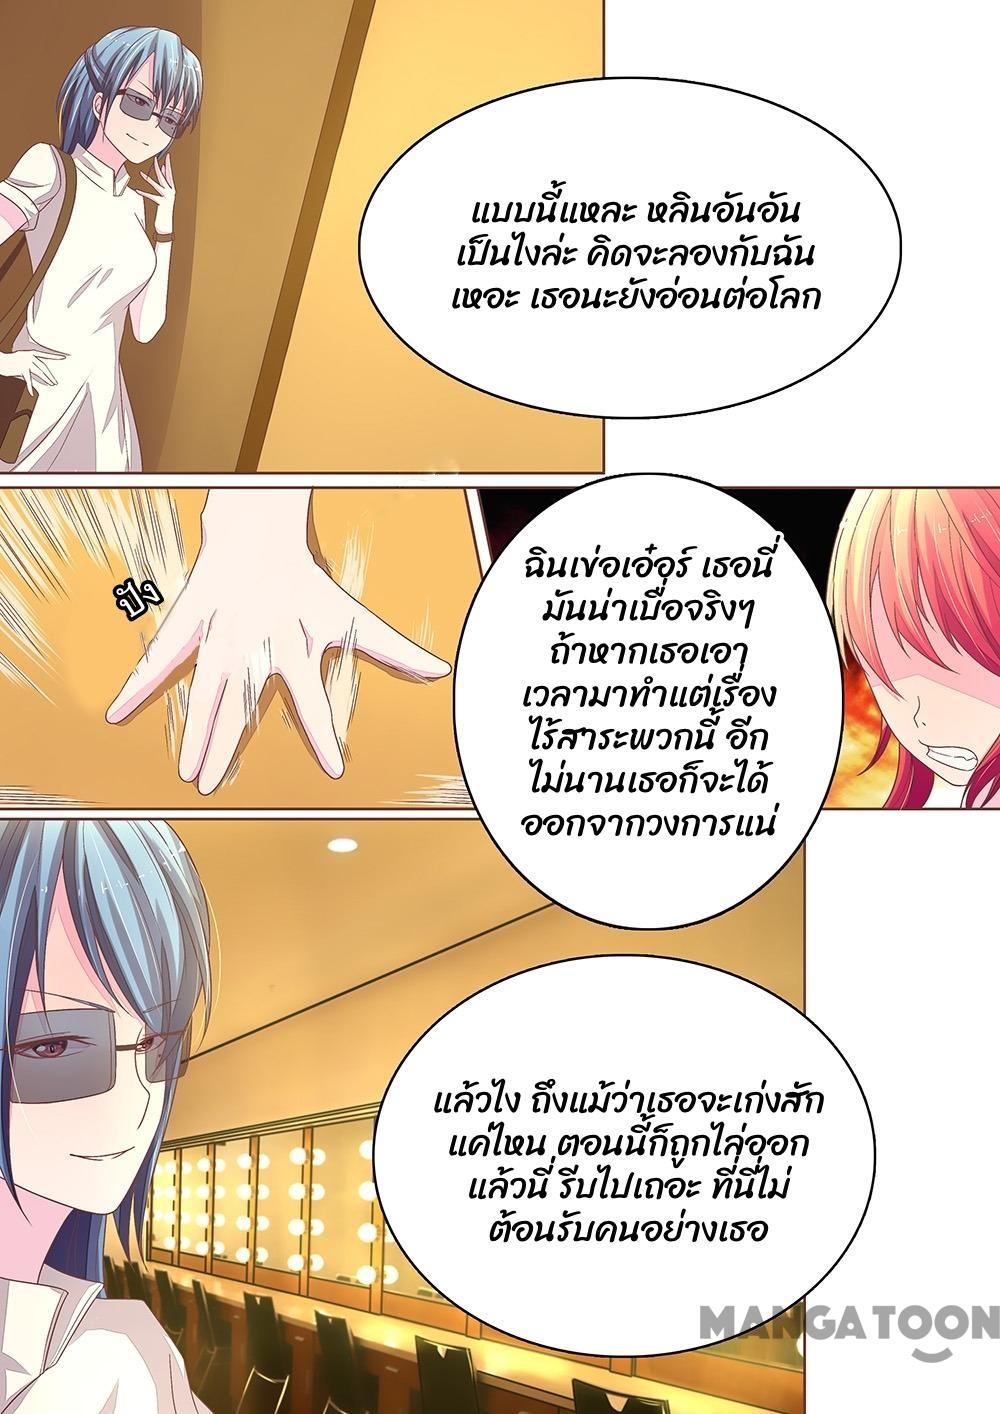 แบบนี้แหละ หลินอันอัน
เป็นไงล่ะ คิดจะลองกับฉัน
เหอะ เธอนะยังอ่อนต่อโลก
ปัง
ฉินเข่อเอ๋อร์ เธอนี่
มันน่าเบื่อจริงๆ
ถ้าหากเธอเอา
เวลามาทำแต่เรื่อง
ไร้สาระพวกนี้ อีก
ไม่นานเธอก็จะได้
ออกจากวงการแน่
แล้วไง ถึงแม้ว่าเธอจะเก่งสัก
แค่ไหน ตอนนี้ก็ถูกไล่ออก
แล้วนี่ รีบไปเถอะ ที่นี่ไม่
ต้อนรับคนอย่างเธอ
MANGATOON